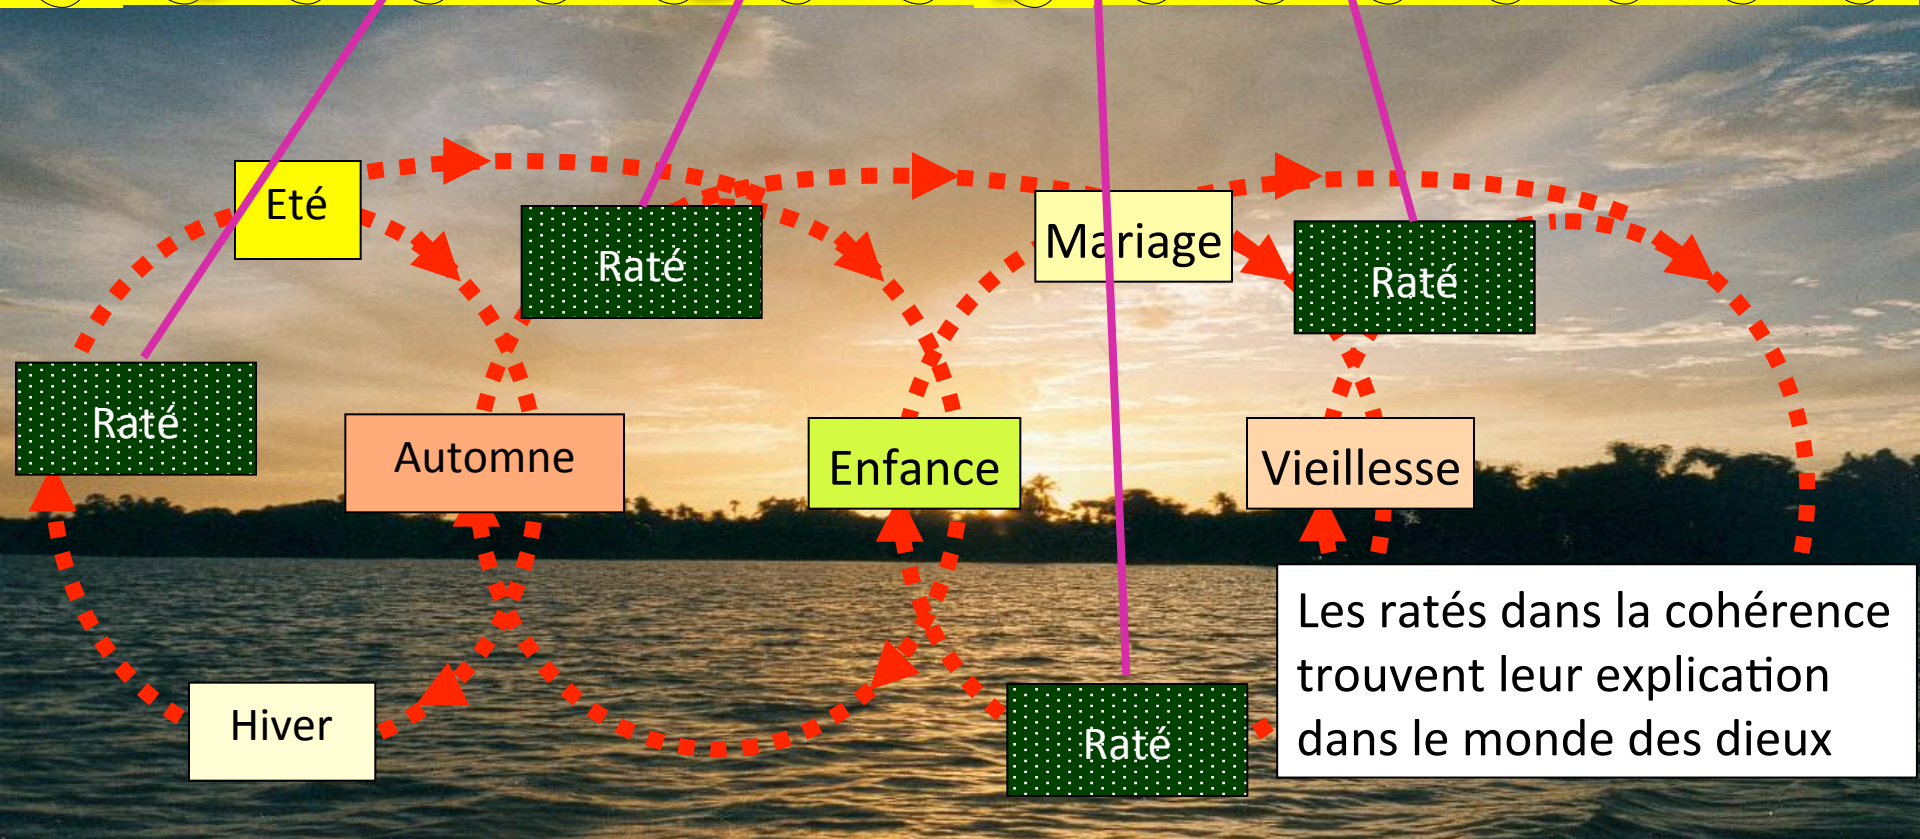 Eté
Raté
Mariage
Raté
Raté
Automne
Enfance
Vieillesse
Hiver
Raté
Les ratés dans la cohérence
trouvent leur explication
dans le monde des dieux